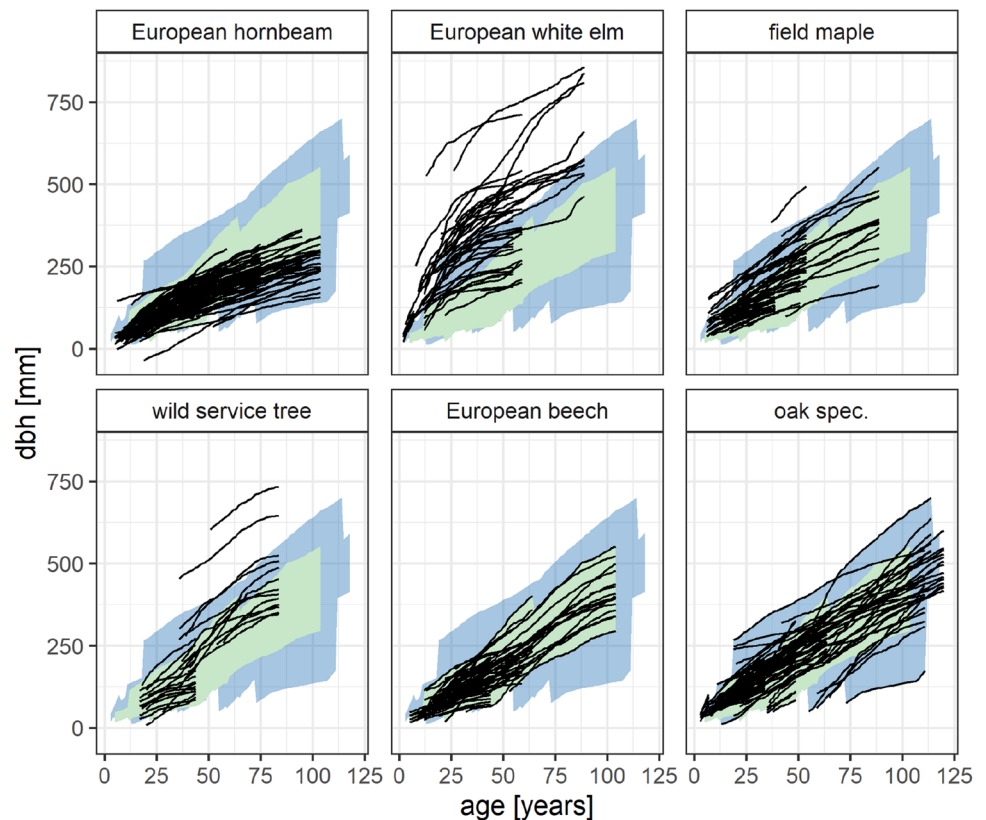 European hornbeam
European white elm
field maple
750
500
250
0
wild service tree
European beech
oak spec.
750
500
250
0
0 25 50 75 100 125
0 25 50 75 100 125
0 25 50 75 100 125
dbh [mm]
age [years]